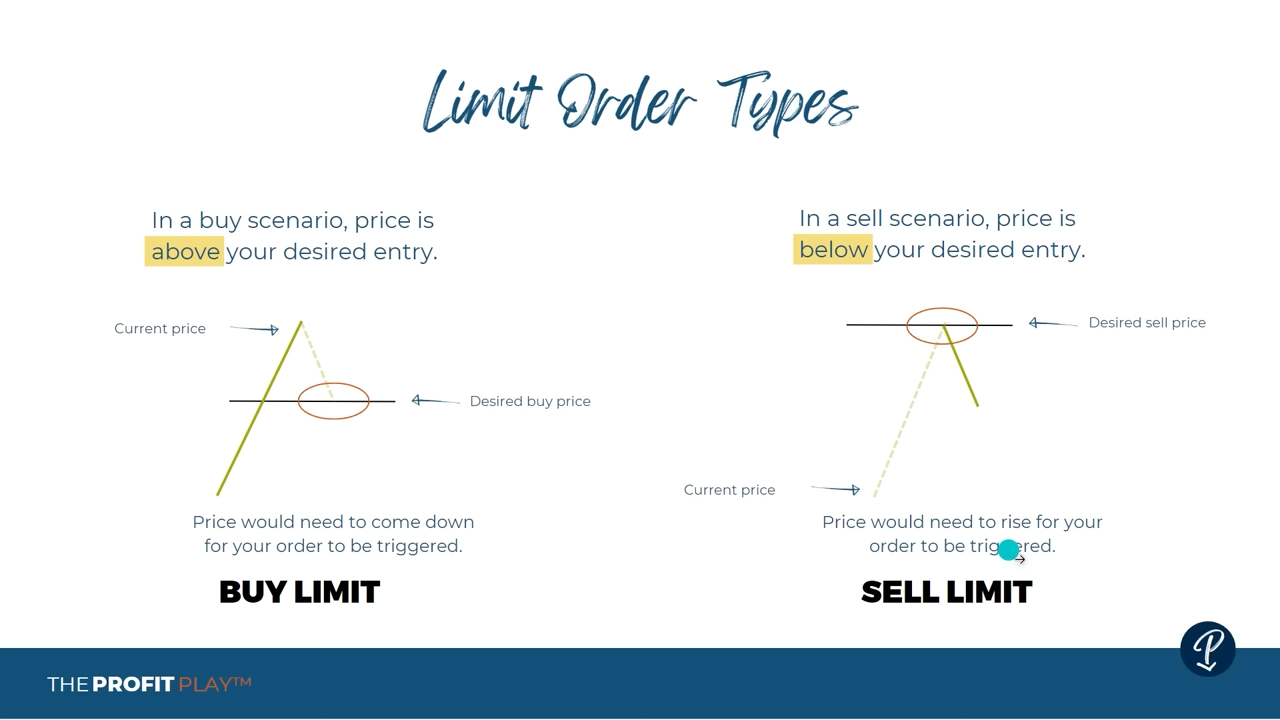 Limit Order Types
In a buy scenario, price is
above your desired entry.
Current price
Desired buy price
Price would need to come down
for your order to be triggered.
BUY LIMIT
In a sell scenario, price is
below your desired entry.
Desired sell price
Current price
Price would need to rise for your
order to be triggered.
SELL LIMIT
THE PROFIT PLAY™
P